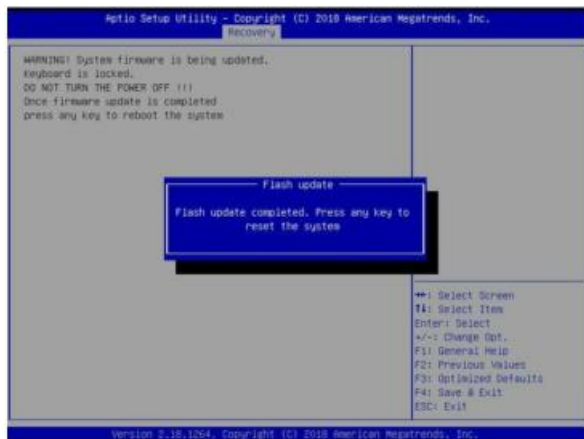 Aptio Setup Utility – Copyright (C) 2018 American Megatrends, Inc.
Recovery
WARNING! System firmware is being updated.
Keyboard is locked.
DO NOT TURN THE POWER OFF !!!
Once firmware update is completed
press any key to reboot the system
Flash update
Flash update completed. Press any key to
reset the system
→←: Select Screen
↑↓: Select Item
Enter: Select
+/-: Change Opt.
F1: General Help
F2: Previous Values
F3: Optimized Defaults
F4: Save & Exit
ESC: Exit
Version 2.18.1264. Copyright (C) 2018 American Megatrends, Inc.